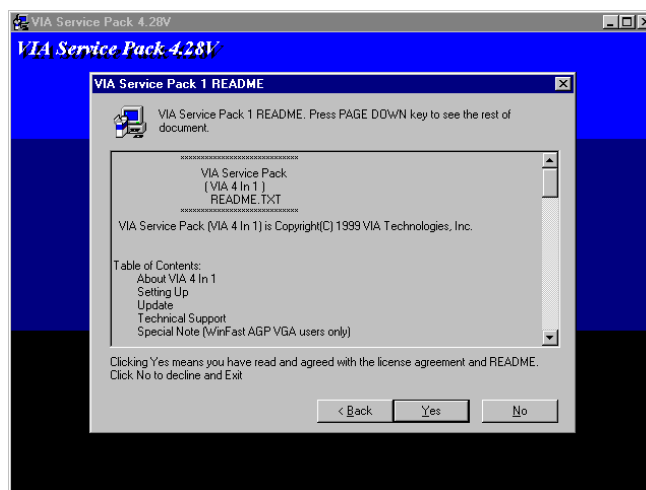 VIA Service Pack 4.28V
VIA Service Pack 4.28V
VIA Service Pack 1 README
VIA Service Pack 1 README. Press PAGE DOWN key to see the rest of
document.
xxxxxxxxxxxxxxxxxxxxxxxxxxxx
VIA Service Pack
( VIA 4 In 1 )
README.TXT
xxxxxxxxxxxxxxxxxxxxxxxxxxxx
VIA Service Pack (VIA 4 In 1) is Copyright(C) 1999 VIA Technologies, Inc.
Table of Contents:
About VIA 4 In 1
Setting Up
Update
Technical Support
Special Note (WinFast AGP VGA users only)
Clicking Yes means you have read and agreed with the license agreement and README.
Click No to decline and Exit
< Back Yes No